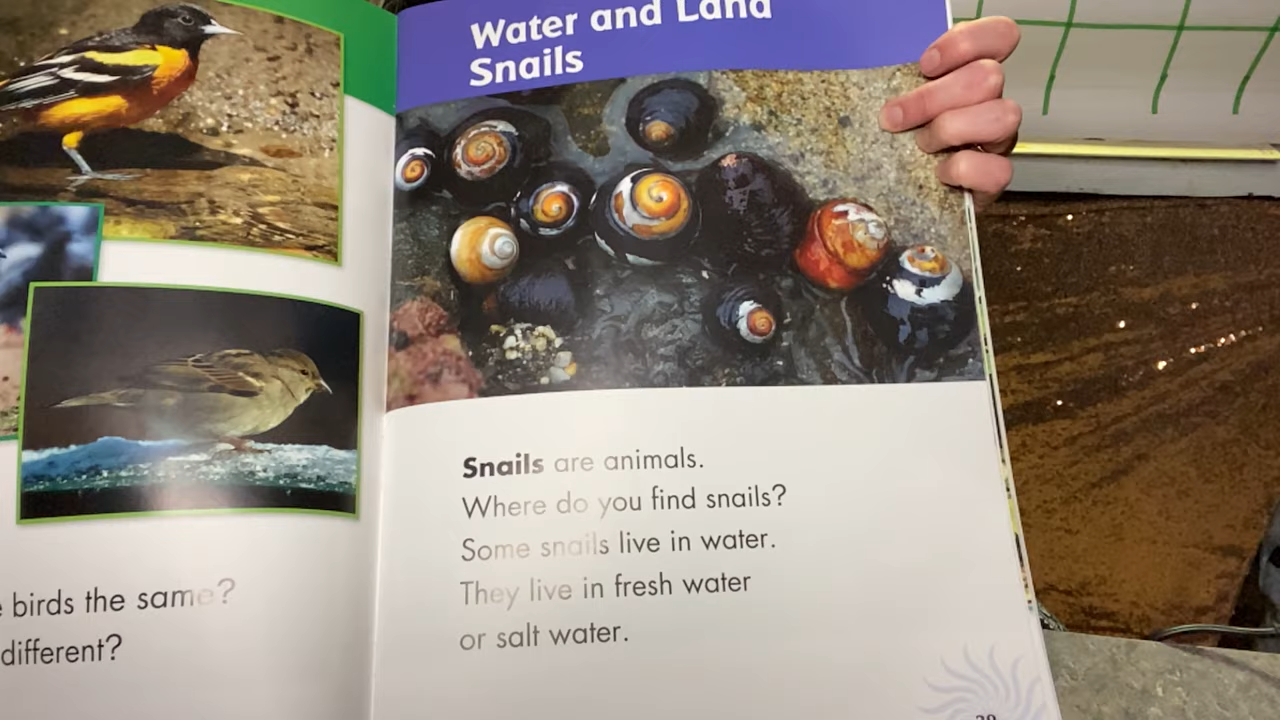 birds the same?
different?
Water and Land
Snails
Snails are animals.
Where do you find snails?
Some snails live in water.
They live in fresh water
or salt water.